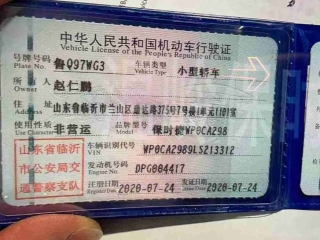 中华人民共和国机动车行驶证
Vehicle License of the People's Republic of China
号牌号码 鲁Q97WG3 车辆类型 小型轿车
Plate No. Vehicle Type
所有人 赵仁鹏
Owner
住址 山东省临沂市兰山区蒙达路375号7号楼1单元1101室
Address
使用性质 非营运 品牌型号 保时捷WP0CA298
Use Character Model
山东省临沂 车辆识别代号 WP0CA2989LS213312
VIN
市公安局交 发动机号码 DPG004417
Engine No.
通警察支队 注册日期 2020-07-24 发证日期 2020-07-24
Register Date Issue Date